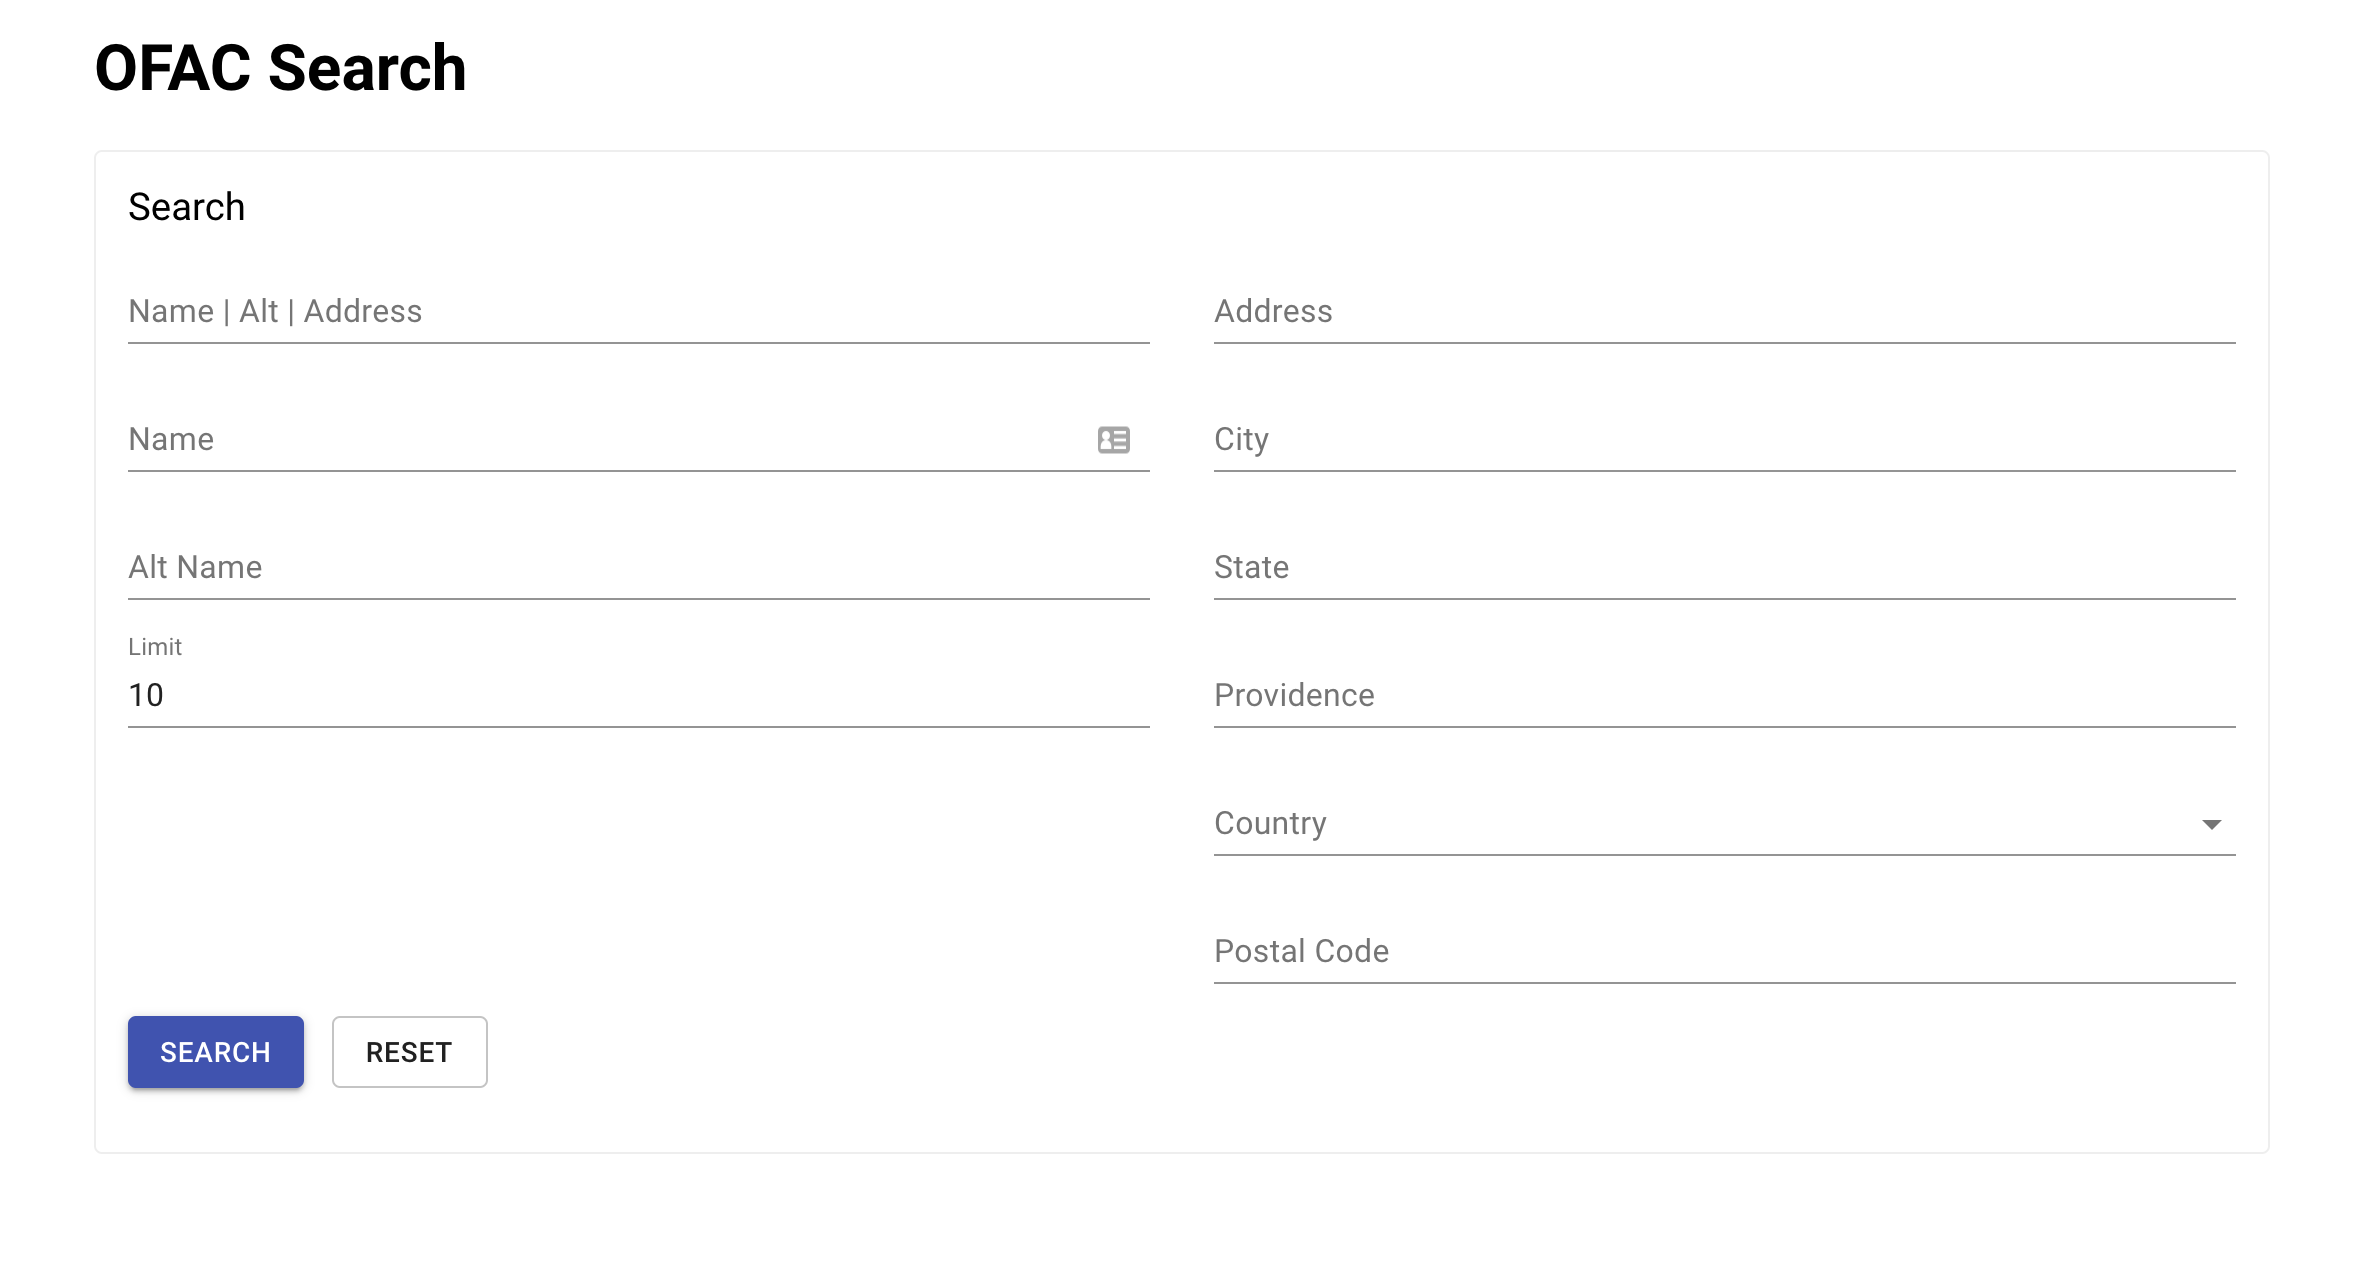 OFAC Search
Search
Name | Alt | Address
Address
Name
City
Alt Name
State
Limit
10
Providence
Country
Postal Code
SEARCH
RESET